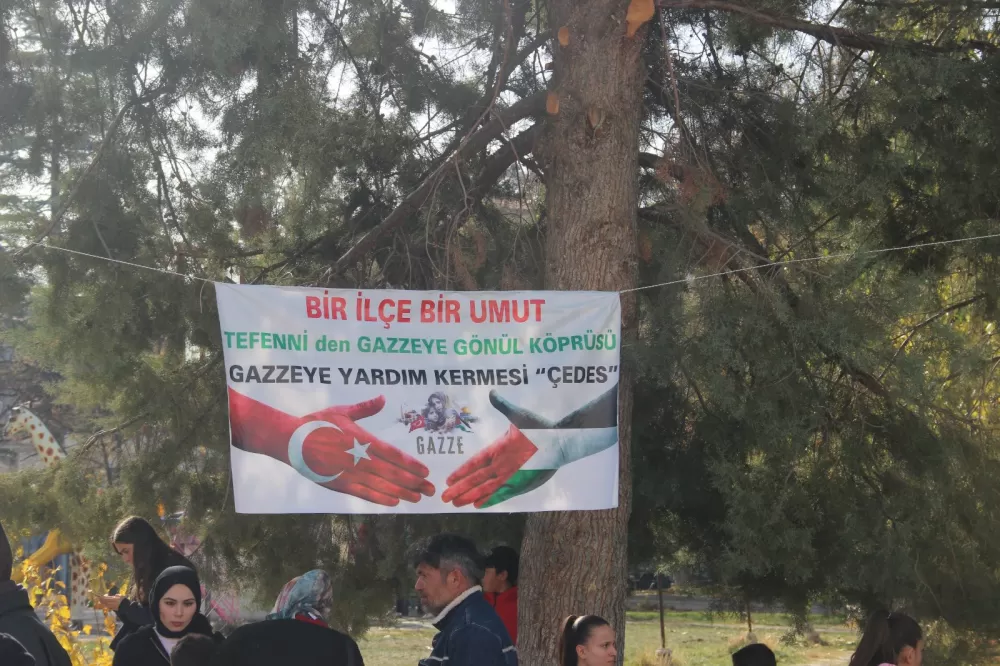 BİR İLÇE BİR UMUT
TEFENNİ den GAZZEYE GÖNÜL KÖPRÜSÜ
GAZZEYE YARDIM KERMESİ “ÇEDES”
GAZZE